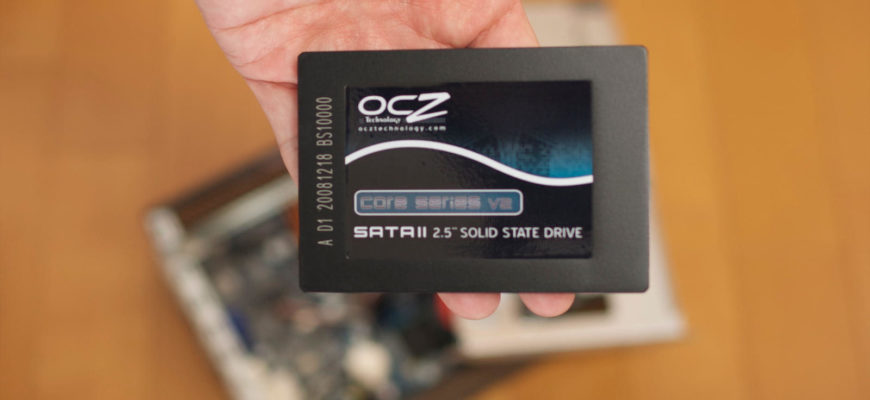 OCZ
Technology
ocztechnology.com
core series v2
SATA II 2.5" SOLID STATE DRIVE
A D1 20081218 BS10000